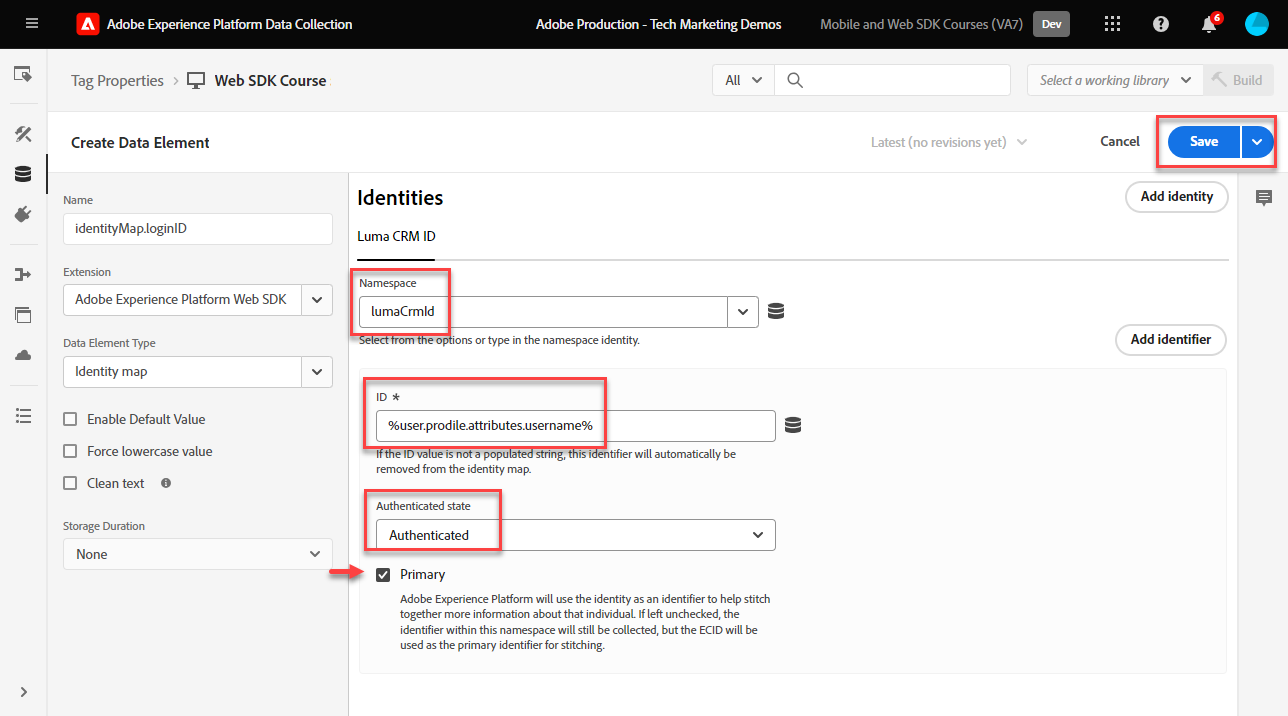 Adobe Experience Platform Data Collection
Adobe Production - Tech Marketing Demos
Mobile and Web SDK Courses (VA7)
Dev
6
Tag Properties
Web SDK Course
All
Select a working library
Build
Create Data Element
Latest (no revisions yet)
Cancel
Save
Name
identityMap.loginID
Extension
Adobe Experience Platform Web SDK
Data Element Type
Identity map
Enable Default Value
Force lowercase value
Clean text
Storage Duration
None
Identities
Add identity
Luma CRM ID
Namespace
lumaCrmId
Select from the options or type in the namespace identity.
Add identifier
ID *
%user.prodile.attributes.username%
If the ID value is not a populated string, this identifier will automatically be
removed from the identity map.
Authenticated state
Authenticated
Primary
Adobe Experience Platform will use the identity as an identifier to help stitch
together more information about that individual. If left unchecked, the
identifier within this namespace will still be collected, but the ECID will be
used as the primary identifier for stitching.